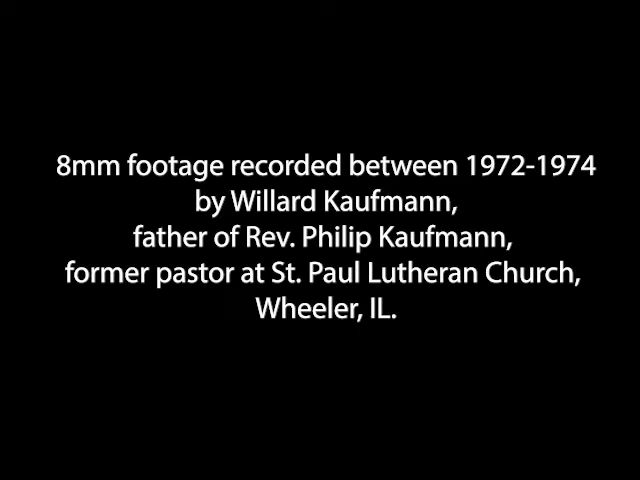 8mm footage recorded between 1972-1974
by Willard Kaufmann,
father of Rev. Philip Kaufmann,
former pastor at St. Paul Lutheran Church,
Wheeler, IL.